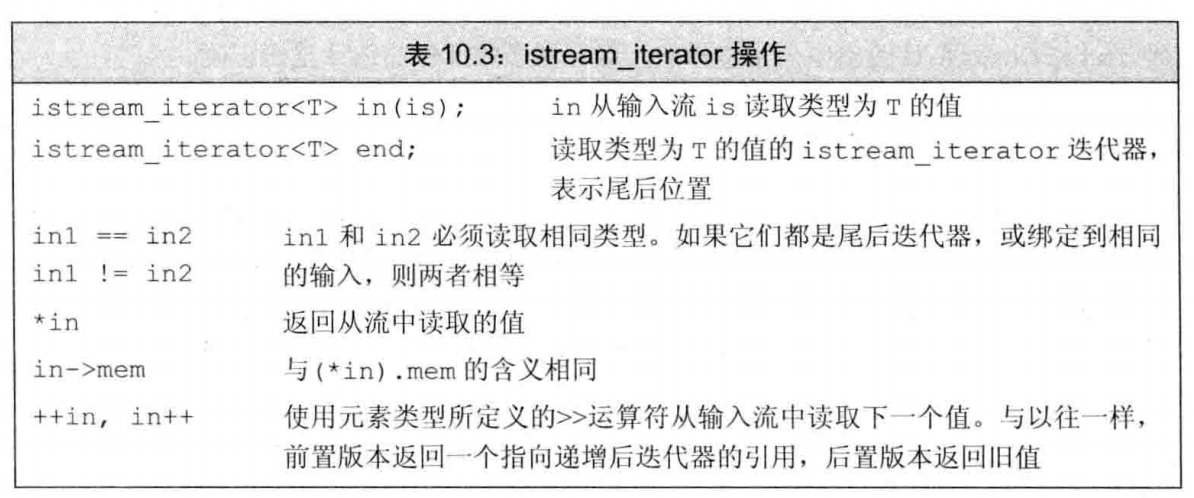 表 10.3：istream_iterator 操作
istream_iterator<T> in(is); in 从输入流 is 读取类型为 T 的值
istream_iterator<T> end; 读取类型为 T 的值的 istream_iterator 迭代器，
表示尾后位置
in1 == in2 in1 和 in2 必须读取相同类型。如果它们都是尾后迭代器，或绑定到相同
in1 != in2 的输入，则两者相等
*in 返回从流中读取的值
in->mem 与(*in).mem 的含义相同
++in, in++ 使用元素类型所定义的>>运算符从输入流中读取下一个值。与以往一样，
前置版本返回一个指向递增后迭代器的引用，后置版本返回旧值